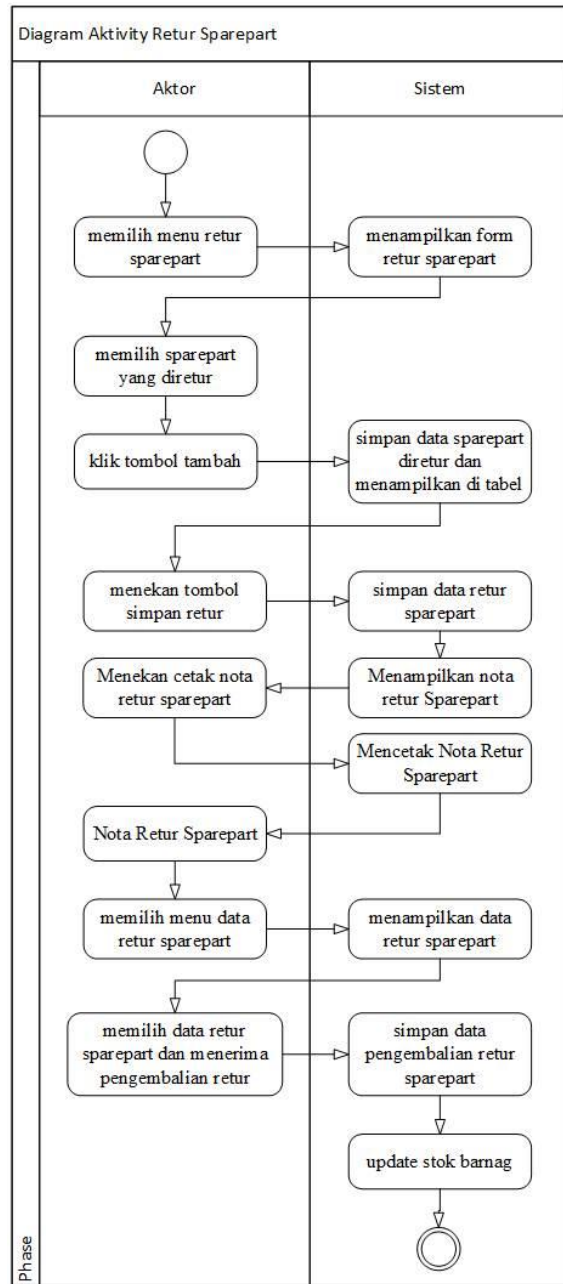 Diagram Aktivity Retur Sparepart
Aktor
Sistem
memilih menu retur
sparepart
menampilkan form
retur sparepart
memilih sparepart
yang diretur
klik tombol tambah
simpan data sparepart
diretur dan
menampilkan di tabel
menekan tombol
simpan retur
simpan data retur
sparepart
Menekan cetak nota
retur sparepart
Menampilkan nota
retur Sparepart
Mencetak Nota Retur
Sparepart
Nota Retur Sparepart
memilih menu data
retur sparepart
menampilkan data
retur sparepart
memilih data retur
sparepart dan menerima
pengembalian retur
simpan data
pengembalian retur
sparepart
update stok barnag
Phase